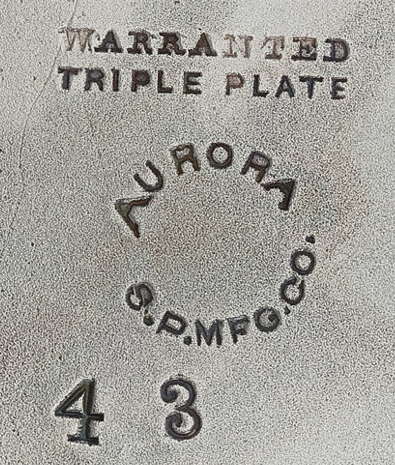 WARRANTED
TRIPLE PLATE
AURORA
S.P.MFG.CO.
4 3